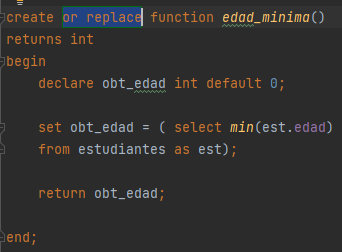 create or replace function edad_minima()
returns int
begin
    declare obt_edad int default 0;
    set obt_edad = ( select min(est.edad)
    from estudiantes as est);
    return obt_edad;
end;